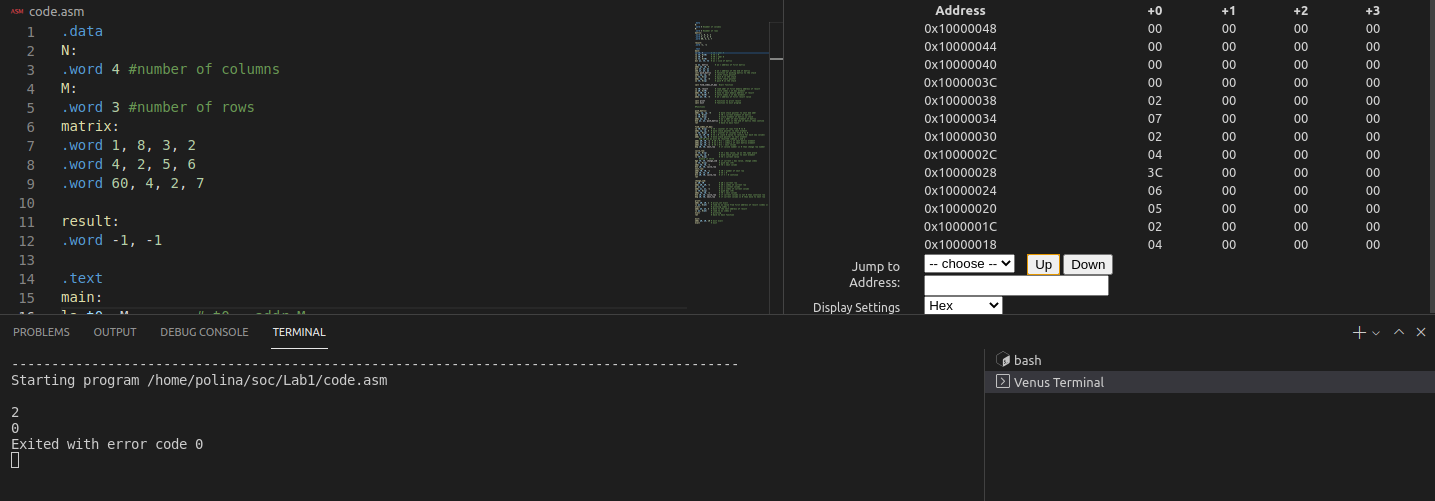 ASM code.asm
1 .data
2 N:
3 .word 4 #number of columns
4 M:
5 .word 3 #number of rows
6 matrix:
7 .word 1, 8, 3, 2
8 .word 4, 2, 5, 6
9 .word 60, 4, 2, 7
10
11 result:
12 .word -1, -1
13
14 .text
15 main:
Address +0 +1 +2 +3
0x10000048 00 00 00 00
0x10000044 00 00 00 00
0x10000040 00 00 00 00
0x1000003C 00 00 00 00
0x10000038 02 00 00 00
0x10000034 07 00 00 00
0x10000030 02 00 00 00
0x1000002C 04 00 00 00
0x10000028 3C 00 00 00
0x10000024 06 00 00 00
0x10000020 05 00 00 00
0x1000001C 02 00 00 00
0x10000018 04 00 00 00
Jump to Address: -- choose -- Up Down
Display Settings Hex
PROBLEMS OUTPUT DEBUG CONSOLE TERMINAL
------------------------------------------------------------------------------------------
Starting program /home/polina/soc/Lab1/code.asm
2
0
Exited with error code 0
bash
Venus Terminal